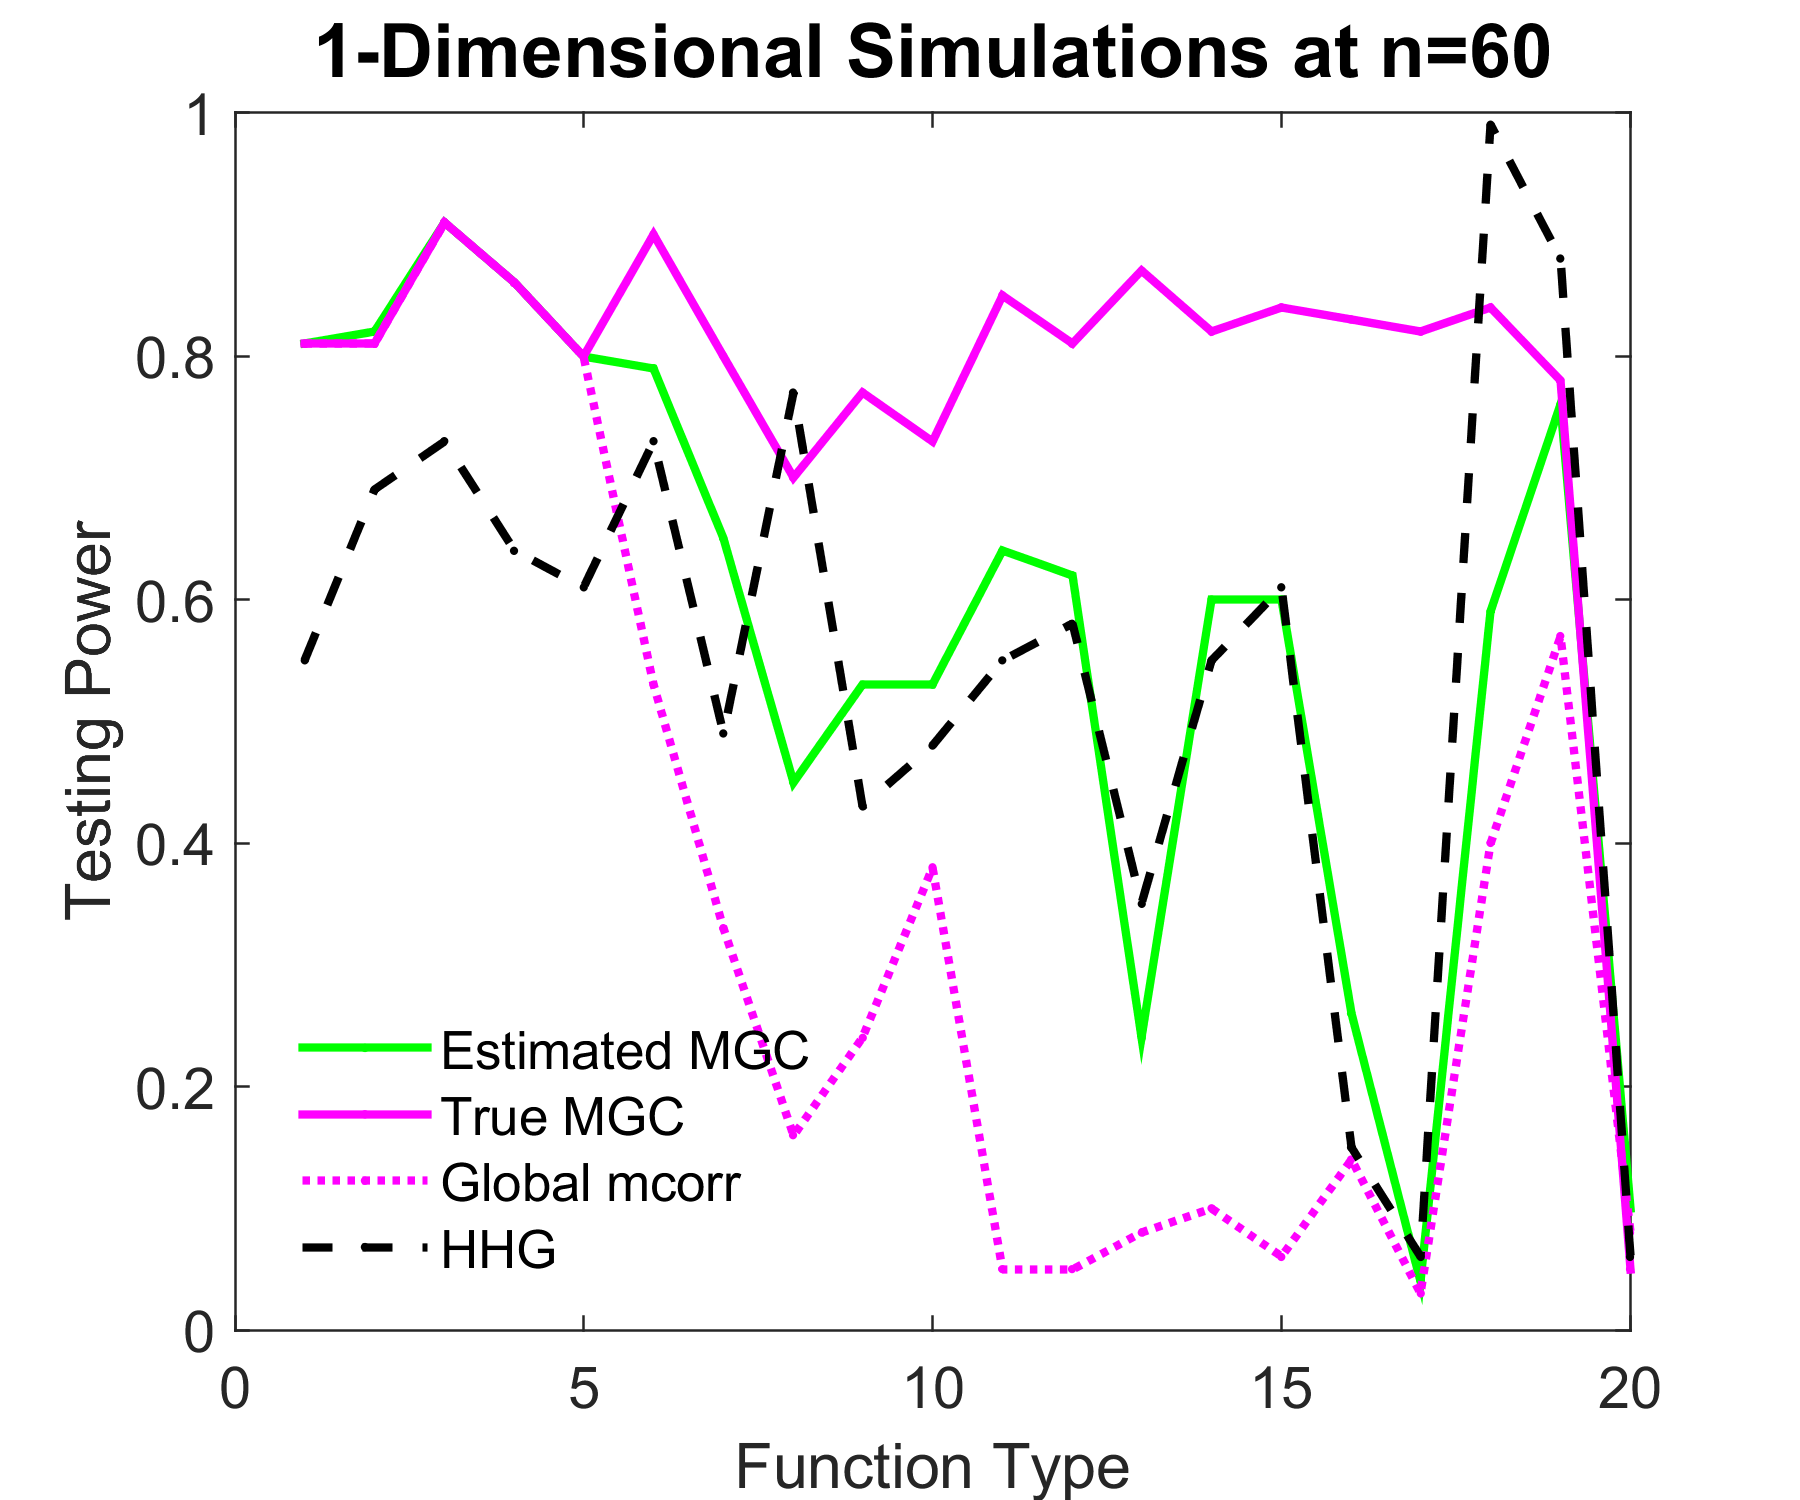 1-Dimensional Simulations at n=60
1
0.8
0.6
0.4
0.2
0
Testing Power
Estimated MGC
True MGC
Global mcorr
HHG
0 5 10 15 20
Function Type